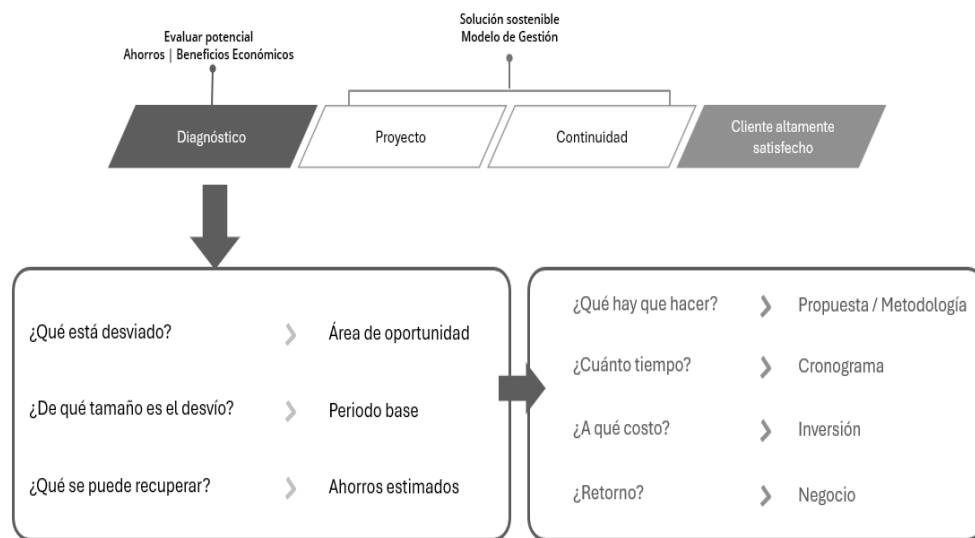 Evaluar potencial
Ahorros | Beneficios Económicos
Solución sostenible
Modelo de Gestión
Diagnóstico
Proyecto
Continuidad
Cliente altamente
satisfecho
¿Qué está desviado?
Área de oportunidad
¿De qué tamaño es el desvío?
Periodo base
¿Qué se puede recuperar?
Ahorros estimados
¿Qué hay que hacer?
Propuesta / Metodología
¿Cuánto tiempo?
Cronograma
¿A qué costo?
Inversión
¿Retorno?
Negocio